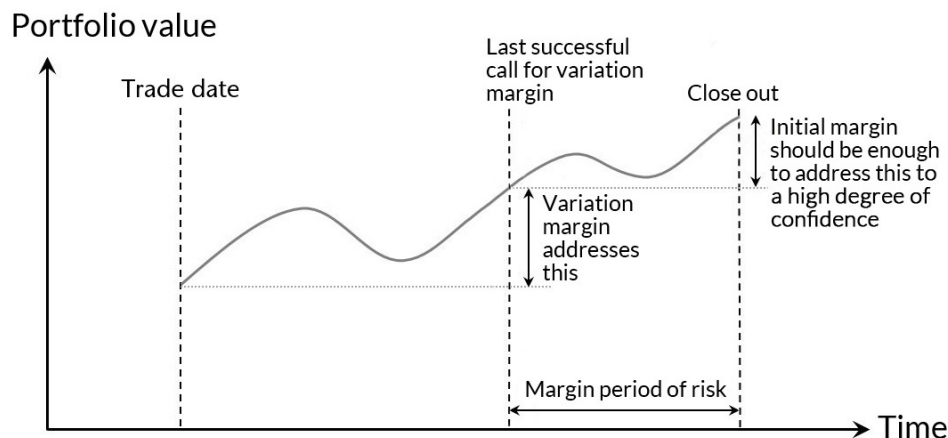 Portfolio value
Trade date
Last successful
call for variation
margin
Close out
Initial margin
should be enough
to address this to
a high degree of
confidence
Variation
margin
addresses
this
Margin period of risk
Time